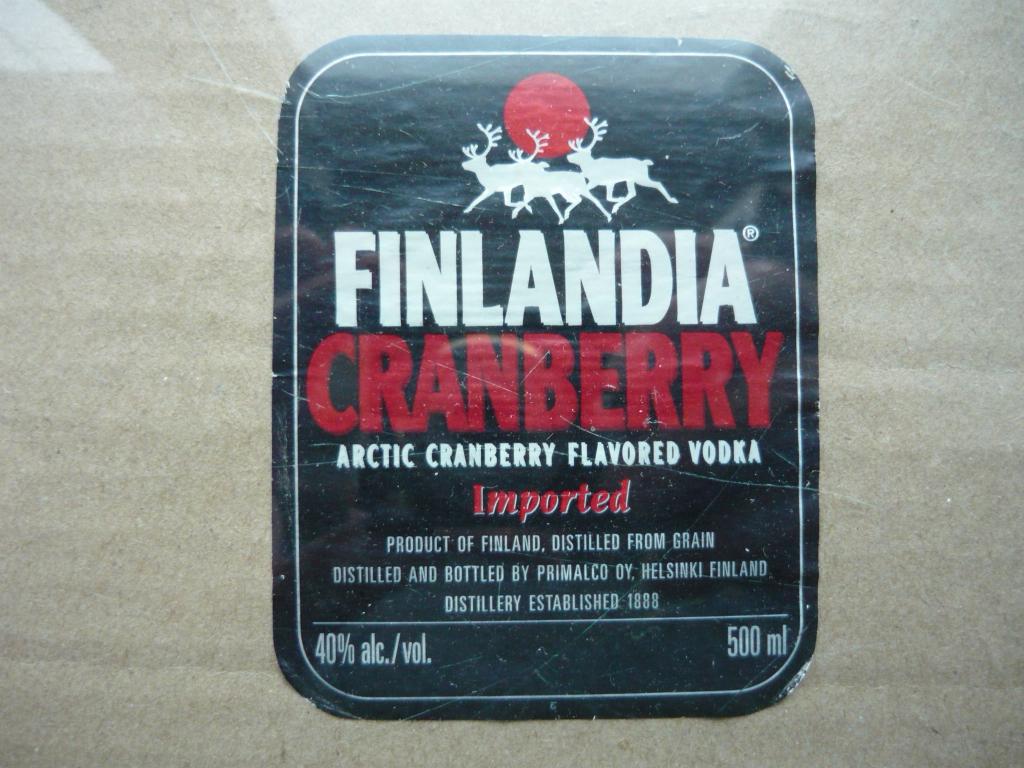 FINLANDIA®
CRANBERRY
ARCTIC CRANBERRY FLAVORED VODKA
Imported
PRODUCT OF FINLAND, DISTILLED FROM GRAIN
DISTILLED AND BOTTLED BY PRIMALCO OY, HELSINKI FINLAND
DISTILLERY ESTABLISHED 1888
40% alc./vol. 500 ml